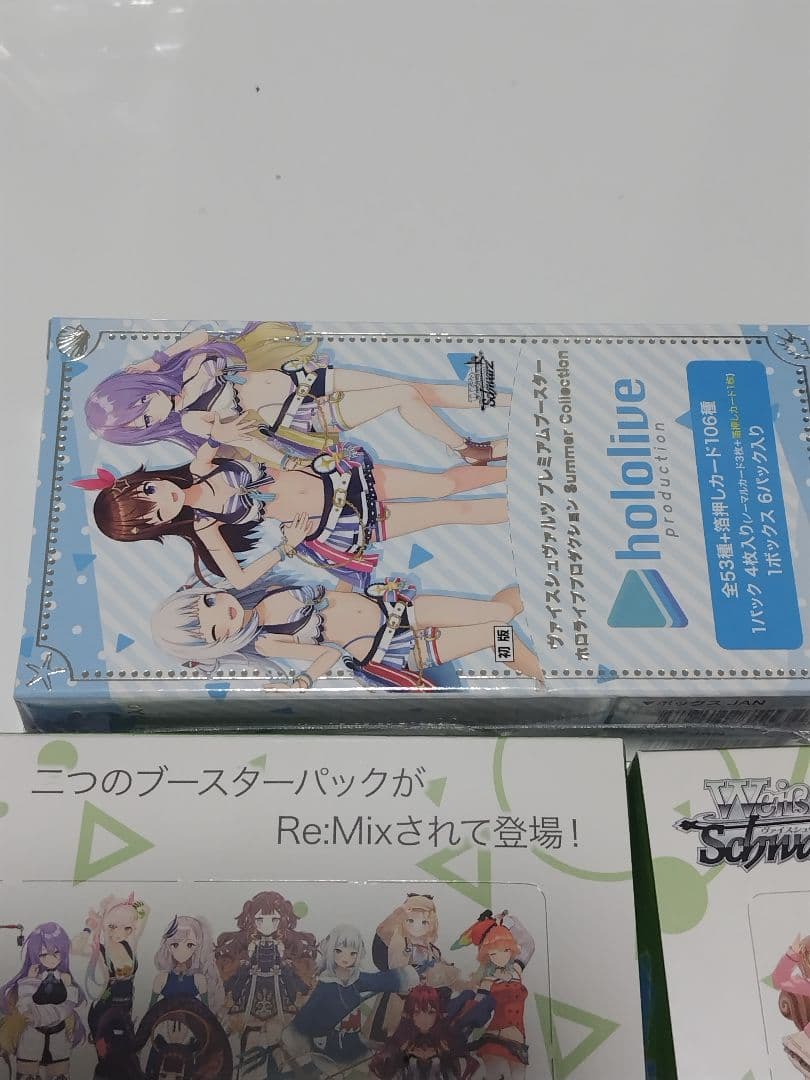 ヴァイスシュヴァルツ プレミアムブースター
ホロライブプロダクション Summer Collection
hololive
production
全53種+箔押しカード106種
1パック 4枚入り(ノーマルカード3枚+箔押しカード1枚)
1ボックス 6パック入り
初版
▼ボックス JAN
二つのブースターパックが
Re:Mixされて登場!
Weiß